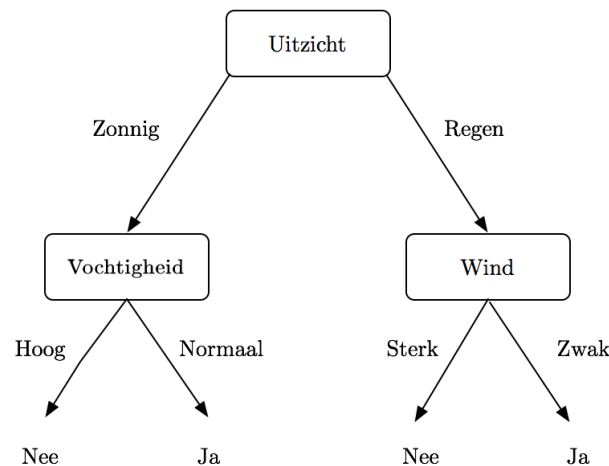 Uitzicht
Zonnig
Regen
Vochtigheid
Wind
Hoog
Normaal
Sterk
Zwak
Nee
Ja
Nee
Ja